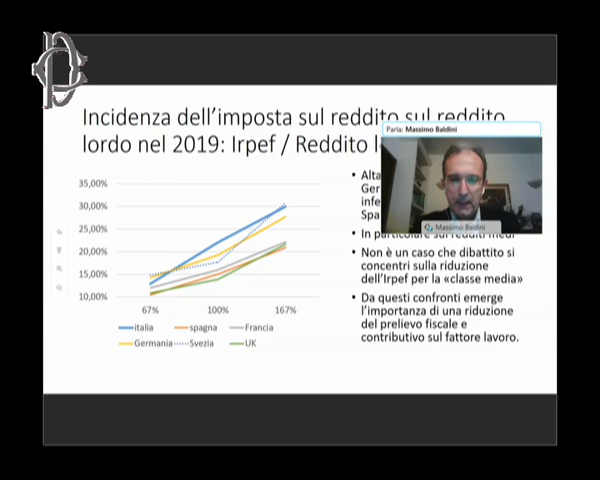 Incidenza dell'imposta sul reddito sul reddito
lordo nel 2019: Irpef / Reddito
Parla: Massimo Baldini
Massimo Baldini
35,00%
30,00%
25,00%
20,00%
15,00%
10,00%
67%
100%
167%
italia
spagna
Francia
Germania
Svezia
UK
• Alta
Ger
infe
Spa
• In particolare sui redditi medi
• Non è un caso che dibattito si
concentri sulla riduzione
dell'Irpef per la «classe media»
• Da questi confronti emerge
l'importanza di una riduzione
del prelievo fiscale e
contributivo sul fattore lavoro.